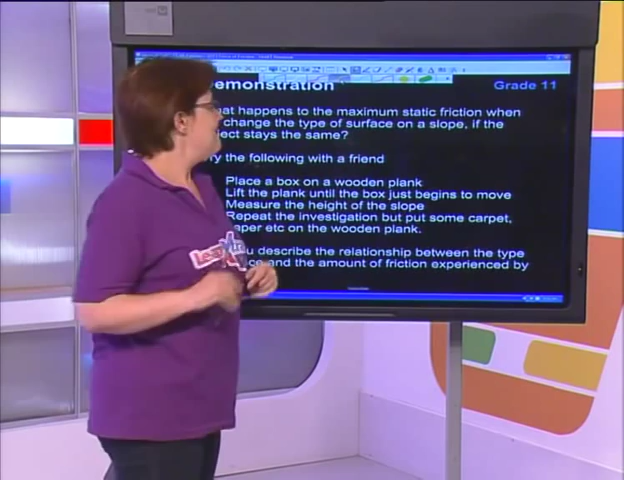 emonstration
Grade 11
at happens to the maximum static friction when
change the type of surface on a slope, if the
ect stays the same?
y the following with a friend
Place a box on a wooden plank
Lift the plank until the box just begins to move
Measure the height of the slope
Repeat the investigation but put some carpet,
Paper etc on the wooden plank.
u describe the relationship between the type
ce and the amount of friction experienced by